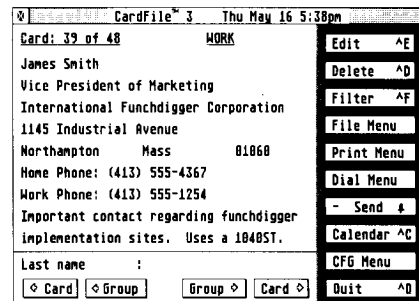 CardFile™ 3 Thu May 16 5:38pm
Card: 39 of 48 WORK
James Smith
Vice President of Marketing
International Funchdigger Corporation
1145 Industrial Avenue
Northampton Mass 01060
Home Phone: (413) 555-4367
Work Phone: (413) 555-1254
Important contact regarding funchdigger
implementation sites. Uses a 1040ST.
Last name :
Card Group Group Card
Edit ^E
Delete ^D
Filter ^F
File Menu
Print Menu
Dial Menu
- Send
Calendar ^C
CFG Menu
Quit ^Q